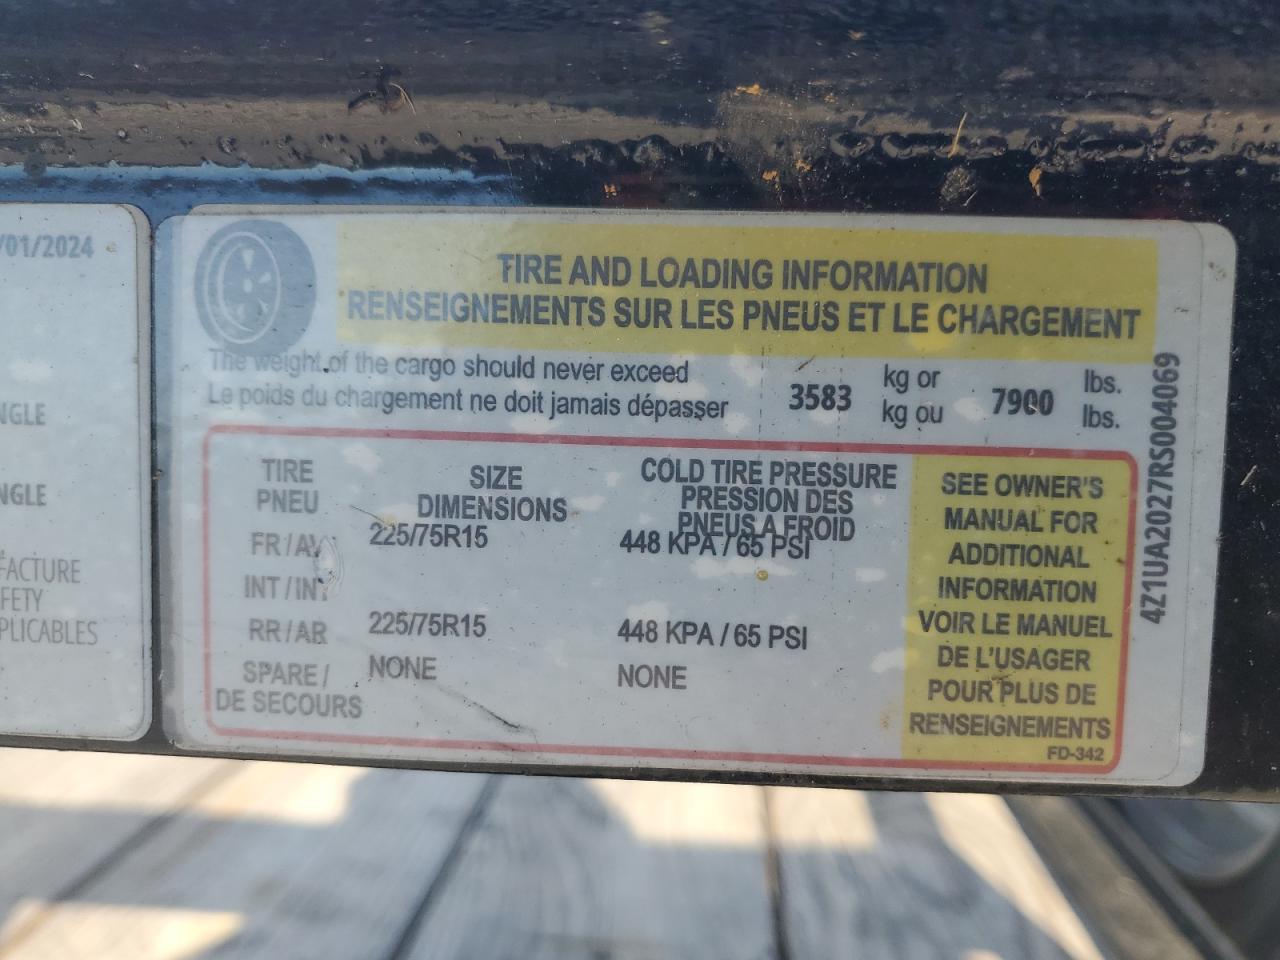 /01/2024
NGLE
NGLE
FACTURE
FETY
PLICABLES
TIRE AND LOADING INFORMATION
RENSEIGNEMENTS SUR LES PNEUS ET LE CHARGEMENT
The weight of the cargo should never exceed
Le poids du chargement ne doit jamais dépasser
3583 kg or 7900 lbs.
kg ou lbs.
TIRE SIZE COLD TIRE PRESSURE
PNEU DIMENSIONS PRESSION DES
PNEUS A FROID
FR/AV 225/75R15 448 KPA / 65 PSI
INT / INT
RR/AR 225/75R15 448 KPA / 65 PSI
SPARE / NONE NONE
DE SECOURS
SEE OWNER'S
MANUAL FOR
ADDITIONAL
INFORMATION
VOIR LE MANUEL
DE L'USAGER
POUR PLUS DE
RENSEIGNEMENTS
FD-342
4Z1UA2027RS004069